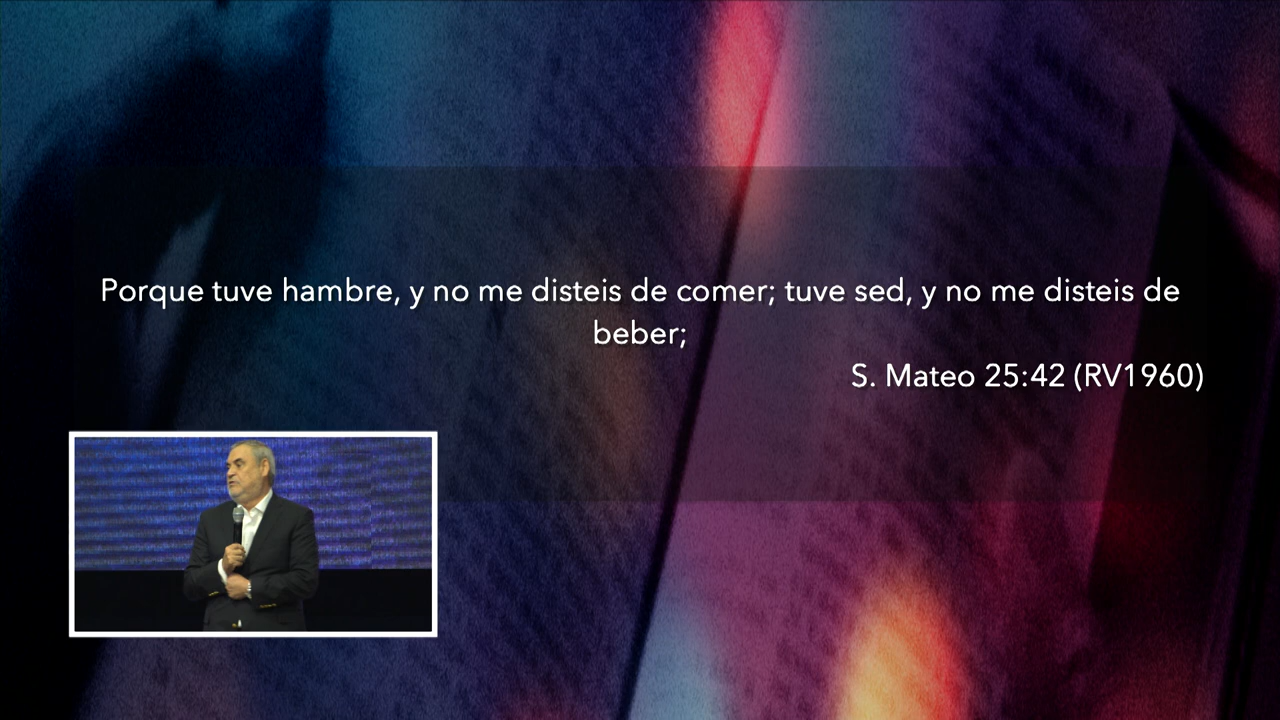 Porque tuve hambre, y no me disteis de comer; tuve sed, y no me disteis de
beber;
S. Mateo 25:42 (RV1960)